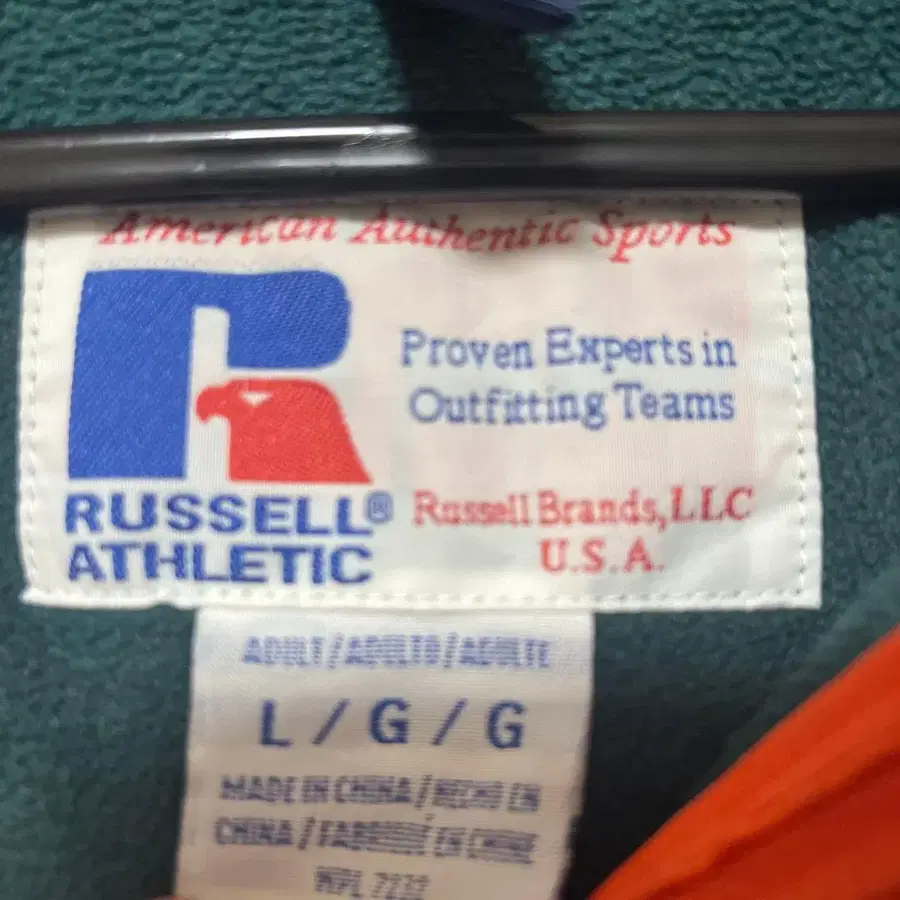 American Authentic Sports
Proven Experts in
Outfitting Teams
RUSSELL®
ATHLETIC
Russell Brands, LLC
U.S.A.
ADULT/ADULTO/ADULTE
L / G / G
MADE IN CHINA/HECHO EN
CHINA/FABRIQUÉ EN CHINE
WPL